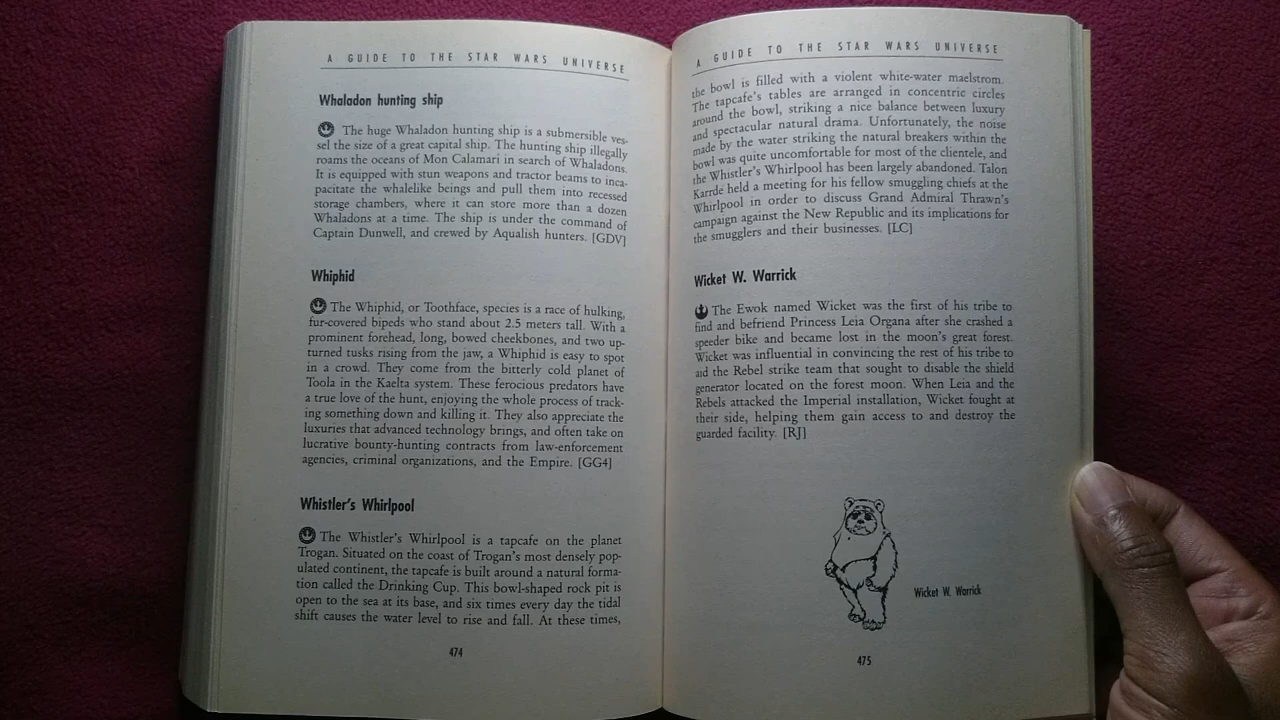 A GUIDE TO THE STAR WARS UNIVERSE
Whaladon hunting ship
The huge Whaladon hunting ship is a submersible ves-
sel the size of a great capital ship. The hunting ship illegally
roams the oceans of Mon Calamari in search of Whaladons.
It is equipped with stun weapons and tractor beams to inca-
pacitate the whalelike beings and pull them into recessed
storage chambers, where it can store more than a dozen
Whaladons at a time. The ship is under the command of
Captain Dunwell, and crewed by Aqualish hunters. [GDV]
Whiphid
The Whiphid, or Toothface, species is a race of hulking,
fur-covered bipeds who stand about 2.5 meters tall. With a
prominent forehead, long, bowed cheekbones, and two up-
turned tusks rising from the jaw, a Whiphid is easy to spot
in a crowd. They come from the bitterly cold planet of
Toola in the Kaelta system. These ferocious predators have
a true love of the hunt, enjoying the whole process of track-
ing something down and killing it. They also appreciate the
luxuries that advanced technology brings, and often take on
lucrative bounty-hunting contracts from law-enforcement
agencies, criminal organizations, and the Empire. [GG4]
Whistler's Whirlpool
The Whistler's Whirlpool is a tapcafe on the planet
Trogan. Situated on the coast of Trogan's most densely pop-
ulated continent, the tapcafe is built around a natural forma-
tion called the Drinking Cup. This bowl-shaped rock pit is
open to the sea at its base, and six times every day the tidal
shift causes the water level to rise and fall. At these times,
474
A GUIDE TO THE STAR WARS UNIVERSE
the bowl is filled with a violent white-water maelstrom.
The tapcafe's tables are arranged in concentric circles
around the bowl, striking a nice balance between luxury
and spectacular natural drama. Unfortunately, the noise
made by the water striking the natural breakers within the
bowl was quite uncomfortable for most of the clientele, and
the Whistler's Whirlpool has been largely abandoned. Talon
Karrde held a meeting for his fellow smuggling chiefs at the
Whirlpool in order to discuss Grand Admiral Thrawn's
campaign against the New Republic and its implications for
the smugglers and their businesses. [LC]
Wicket W. Warrick
The Ewok named Wicket was the first of his tribe to
find and befriend Princess Leia Organa after she crashed a
speeder bike and became lost in the moon's great forest.
Wicket was influential in convincing the rest of his tribe to
aid the Rebel strike team that sought to disable the shield
generator located on the forest moon. When Leia and the
Rebels attacked the Imperial installation, Wicket fought at
their side, helping them gain access to and destroy the
guarded facility. [RJ]
Wicket W. Warrick
475